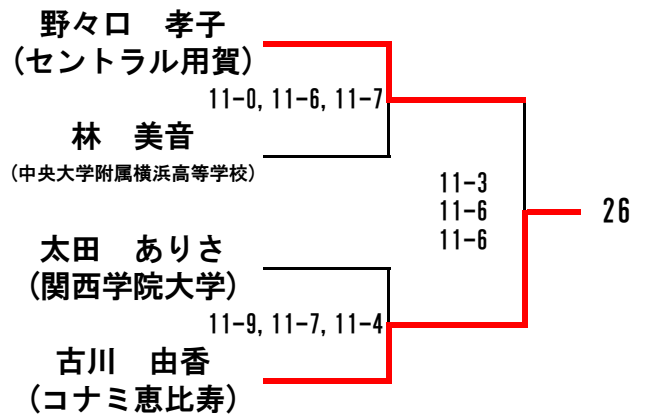 野々口　孝子
(セントラル用賀)
11-0, 11-6, 11-7
林　美音
(中央大学附属横浜高等学校)
11-3
11-6
11-6
26
太田　ありさ
(関西学院大学)
11-9, 11-7, 11-4
古川　由香
(コナミ恵比寿)